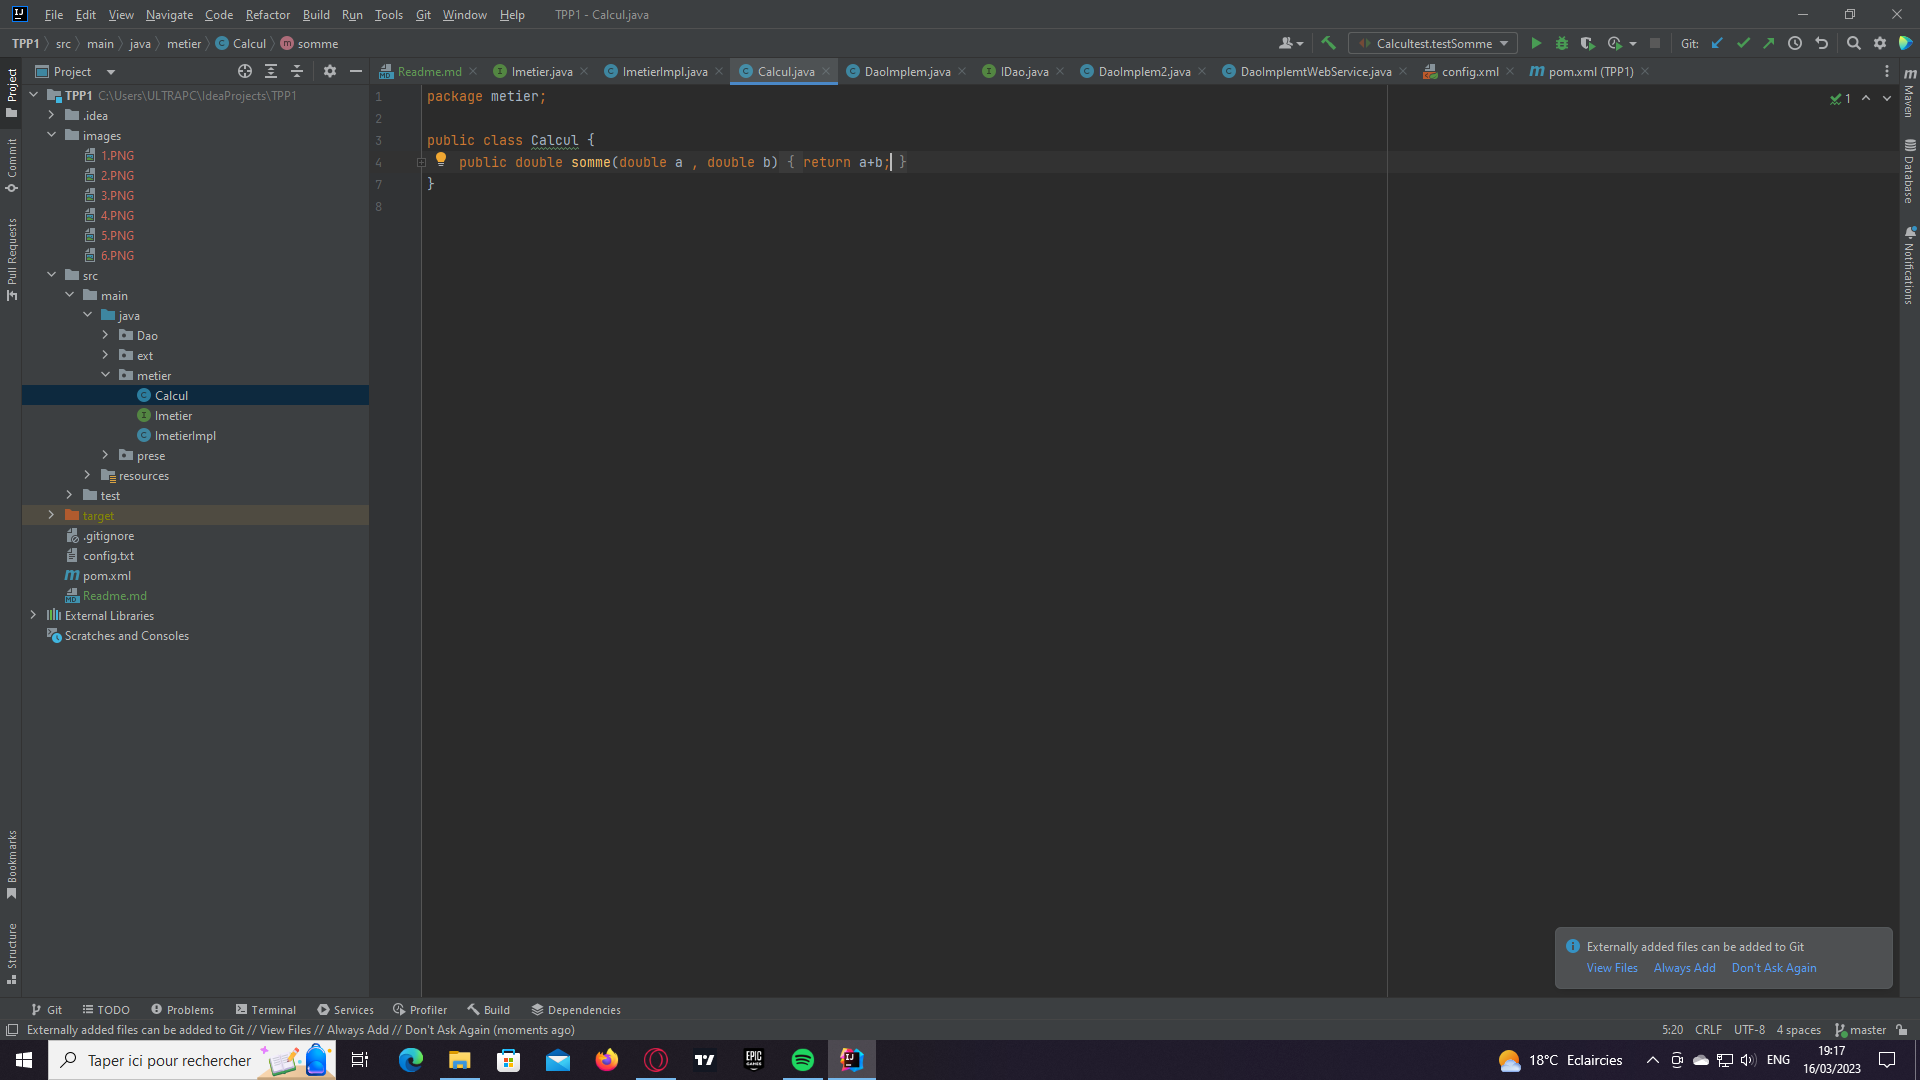 File Edit View Navigate Code Refactor Build Run Tools Git Window Help TPP1 - Calcul.java
TPP1 src main java metier Calcul somme
Calcultest.testSomme Git:
Project
Readme.md Imetier.java ImetierImpl.java Calcul.java DaoImplem.java IDao.java DaoImplem2.java DaoImplemtWebService.java config.xml pom.xml (TPP1)
TPP1 C:\Users\ULTRAPC\IdeaProjects\TPP1
.idea
images
1.PNG
2.PNG
3.PNG
4.PNG
5.PNG
6.PNG
src
main
java
Dao
ext
metier
Calcul
Imetier
ImetierImpl
prese
resources
test
target
.gitignore
config.txt
pom.xml
Readme.md
External Libraries
Scratches and Consoles
1 package metier;
2
3 public class Calcul {
4 public double somme(double a , double b) { return a+b; }
7 }
8
1
Project
Commit
Pull Requests
Bookmarks
Structure
Maven
Database
Notifications
Externally added files can be added to Git
View Files Always Add Don't Ask Again
Git TODO Problems Terminal Services Profiler Build Dependencies
Externally added files can be added to Git // View Files // Always Add // Don't Ask Again (moments ago)
5:20 CRLF UTF-8 4 spaces master
Taper ici pour rechercher
EPIC GAMES
18°C Eclaircies
ENG
19:17
16/03/2023